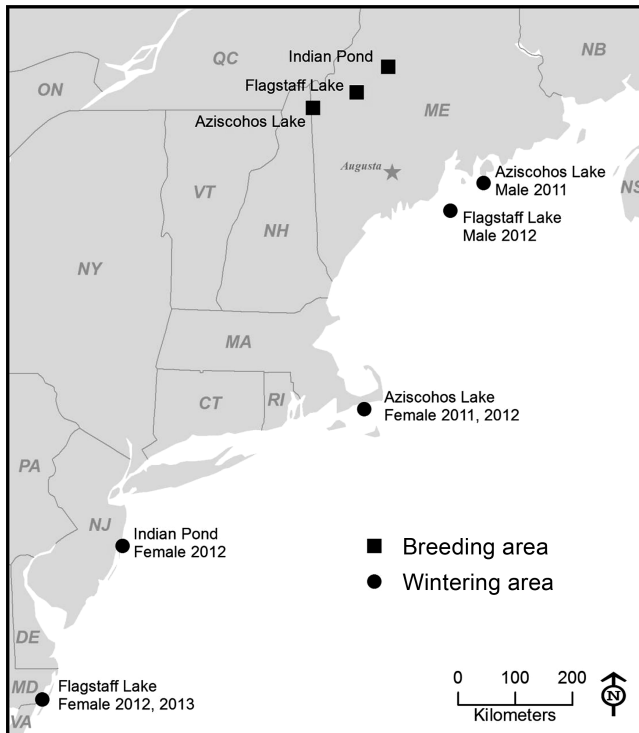 QC
NB
Indian Pond
ON
Flagstaff Lake
ME
Aziscohos Lake
Augusta
Aziscohos Lake
Male 2011
NS
VT
Flagstaff Lake
Male 2012
NH
NY
MA
Aziscohos Lake
Female 2011, 2012
CT
RI
PA
NJ
Indian Pond
Female 2012
Breeding area
Wintering area
DE
MD
Flagstaff Lake
Female 2012, 2013
VA
0 100 200
Kilometers
N